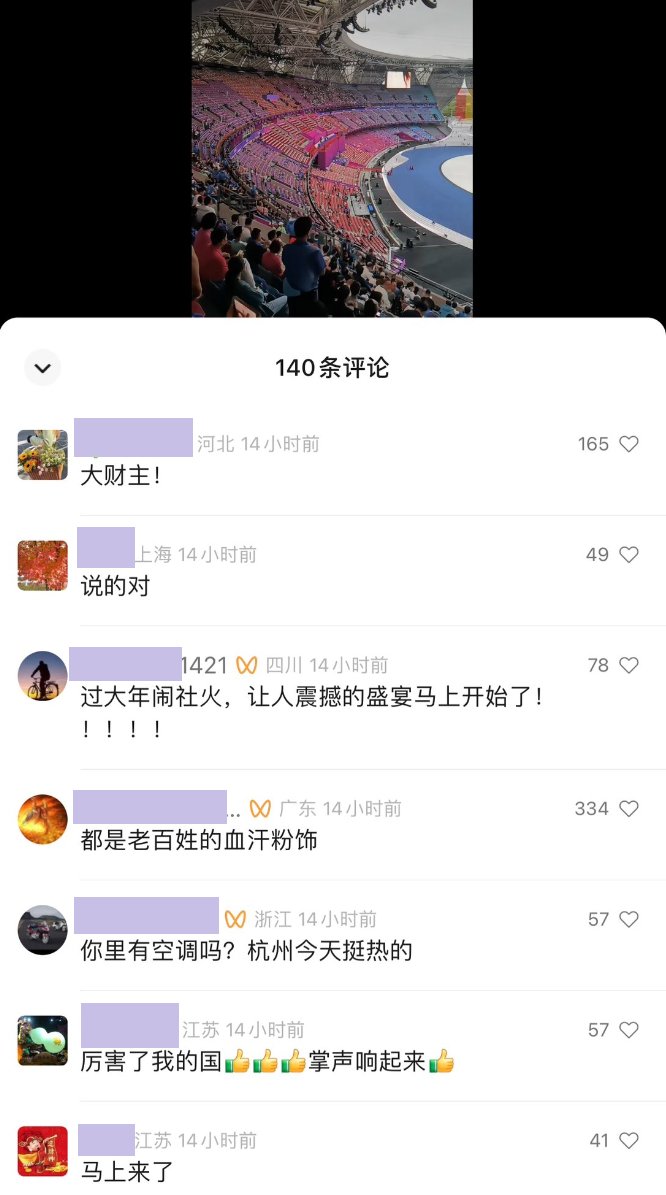 140条评论
河北 14小时前
165
大财主！
上海 14小时前
49
说的对
1421 四川 14小时前
78
过大年闹社火，让人震撼的盛宴马上开始了！
！！！！
... 广东 14小时前
334
都是老百姓的血汗粉饰
浙江 14小时前
57
你里有空调吗？杭州今天挺热的
江苏 14小时前
57
厉害了我的国👍👍👍掌声响起来👍
江苏 14小时前
41
马上来了